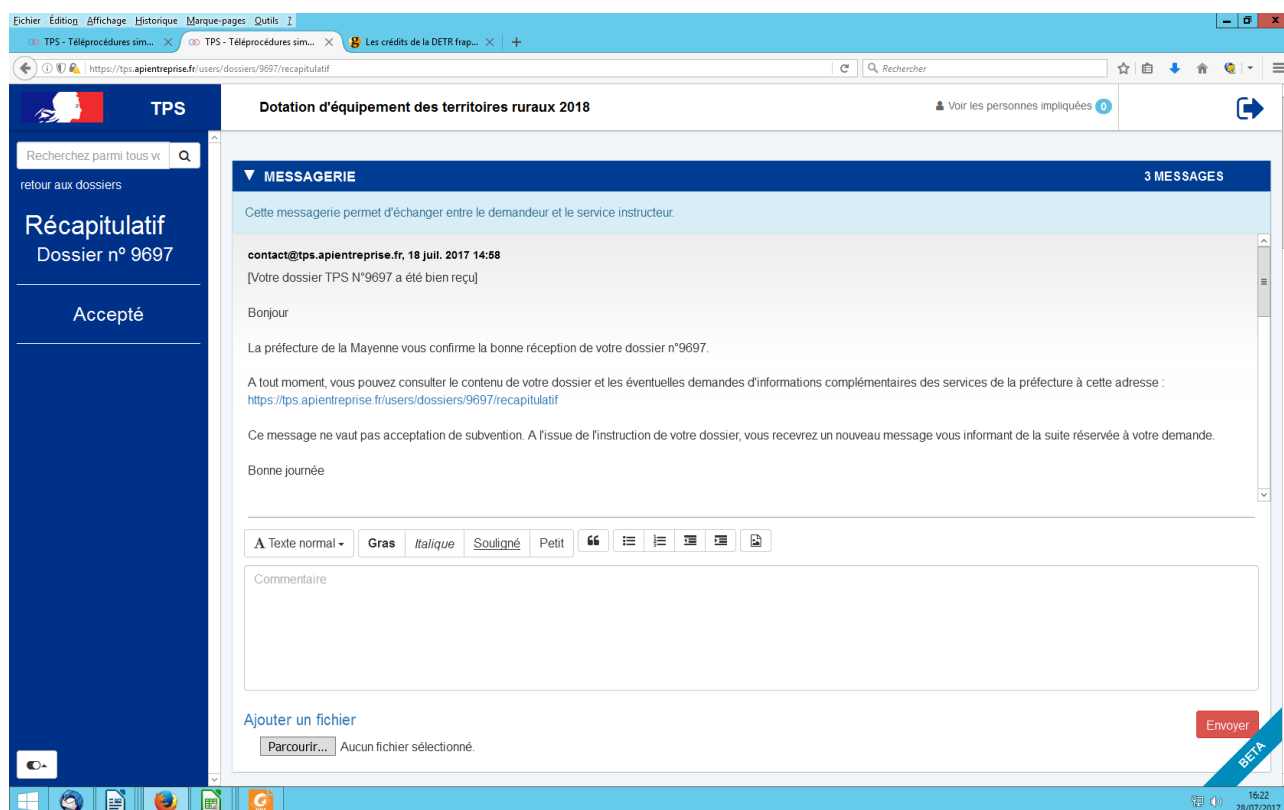 Fichier Édition Affichage Historique Marque-pages Outils ?
TPS - Téléprocédures sim... TPS - Téléprocédures sim... Les crédits de la DETR frap...
https://tps.apientreprise.fr/users/dossiers/9697/recapitulatif Rechercher
TPS Dotation d'équipement des territoires ruraux 2018 Voir les personnes impliquées 0
Recherchez parmi tous vo
retour aux dossiers
Récapitulatif
Dossier nº 9697
Accepté
MESSAGERIE 3 MESSAGES
Cette messagerie permet d'échanger entre le demandeur et le service instructeur.
contact@tps.apientreprise.fr, 18 juil. 2017 14:58
[Votre dossier TPS N°9697 a été bien reçu]
Bonjour
La préfecture de la Mayenne vous confirme la bonne réception de votre dossier n°9697.
A tout moment, vous pouvez consulter le contenu de votre dossier et les éventuelles demandes d'informations complémentaires des services de la préfecture à cette adresse :
https://tps.apientreprise.fr/users/dossiers/9697/recapitulatif
Ce message ne vaut pas acceptation de subvention. A l'issue de l'instruction de votre dossier, vous recevrez un nouveau message vous informant de la suite réservée à votre demande.
Bonne journée
A Texte normal Gras Italique Souligné Petit
Commentaire
Ajouter un fichier
Parcourir... Aucun fichier sélectionné.
Envoyer
BETA
16:22
28/07/2017